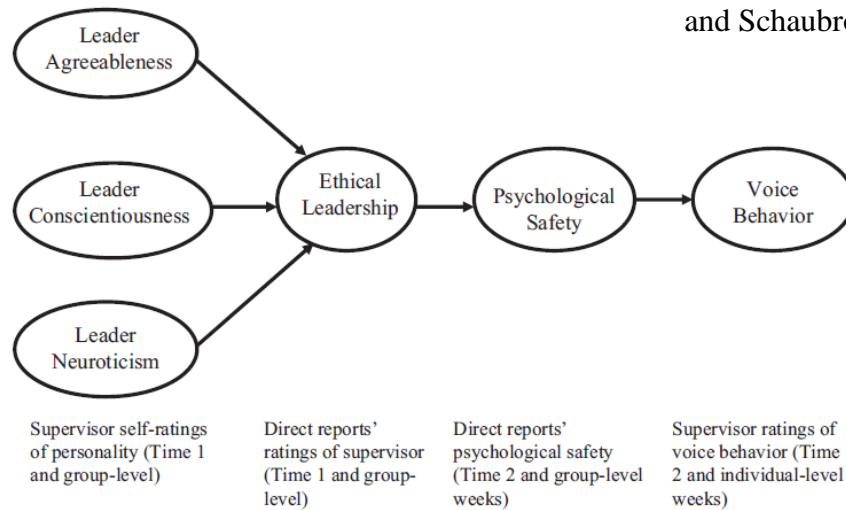 and Schaubro
Leader
Agreeableness
Leader
Conscientiousness
Ethical
Leadership
Psychological
Safety
Voice
Behavior
Leader
Neuroticism
Supervisor self-ratings
of personality (Time 1
and group-level)
Direct reports’
ratings of supervisor
(Time 1 and group-
level)
Direct reports’
psychological safety
(Time 2 and group-level
weeks)
Supervisor ratings of
voice behavior (Time
2 and individual-level
weeks)